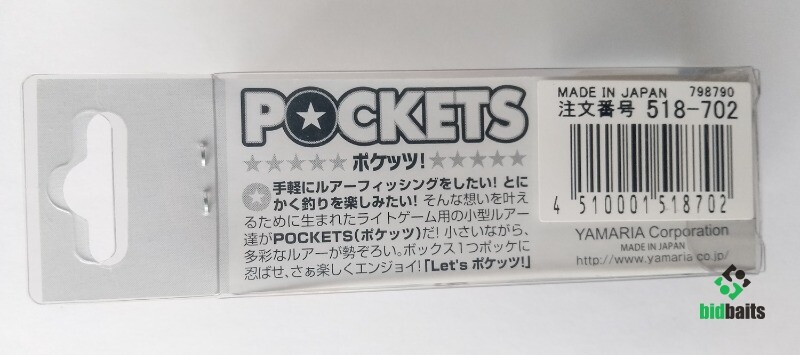 POCKETS
★★★★★ポケッツ!★★★★★
手軽にルアーフィッシングをしたい! とに
かく釣りを楽しみたい! そんな想いを叶え
るために生まれたライトゲーム用の小型ルアー
達がPOCKETS(ポケッツ)だ! 小さいながら、
多彩なルアーが勢ぞろい。ボックス1つポッケに
忍ばせ、さぁ楽しくエンジョイ!「Let's ポケッツ!」
MADE IN JAPAN 798790
注文番号 518-702
4 510001 518702
YAMARIA Corporation
MADE IN JAPAN
http://www.yamaria.co.jp/
bidbaits